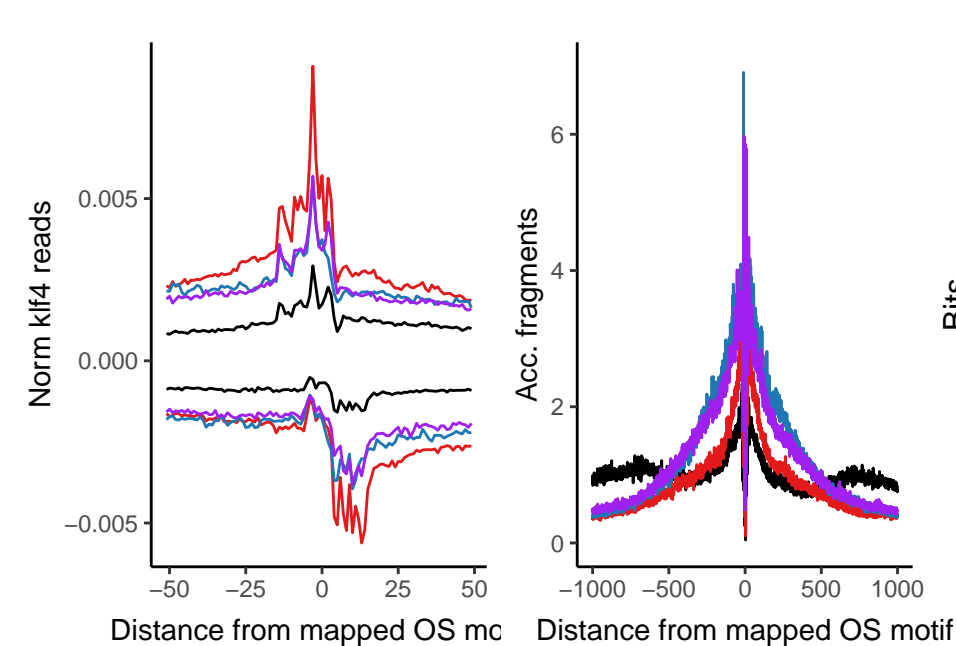 Norm klf4 reads
0.005
0.000
−0.005
−50 −25 0 25 50
Distance from mapped OS
Acc. fragments
6
4
2
0
−1000 −500 0 500 1000
Distance from mapped OS motif